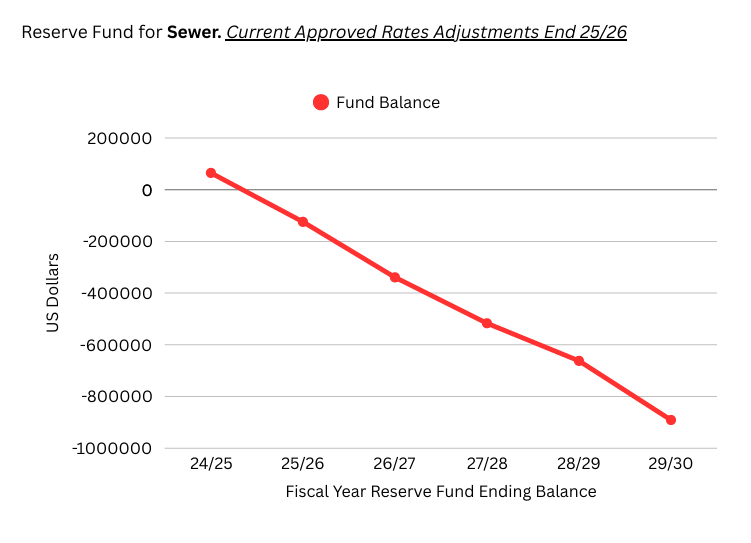 Reserve Fund for Sewer. Current Approved Rates Adjustments End 25/26
Fund Balance
200000
0
-200000
-400000
-600000
-800000
-1000000
US Dollars
24/25 25/26 26/27 27/28 28/29 29/30
Fiscal Year Reserve Fund Ending Balance